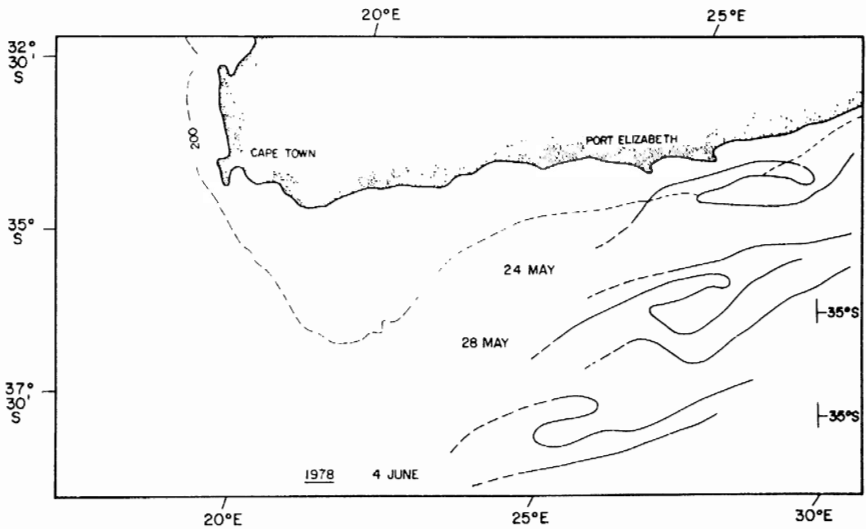 20°E 25°E
32°
30'
S
200
CAPE TOWN
PORT ELIZABETH
35°
S
24 MAY
35°S
28 MAY
37°
30'
S
35°S
1978 4 JUNE
20°E 25°E 30°E